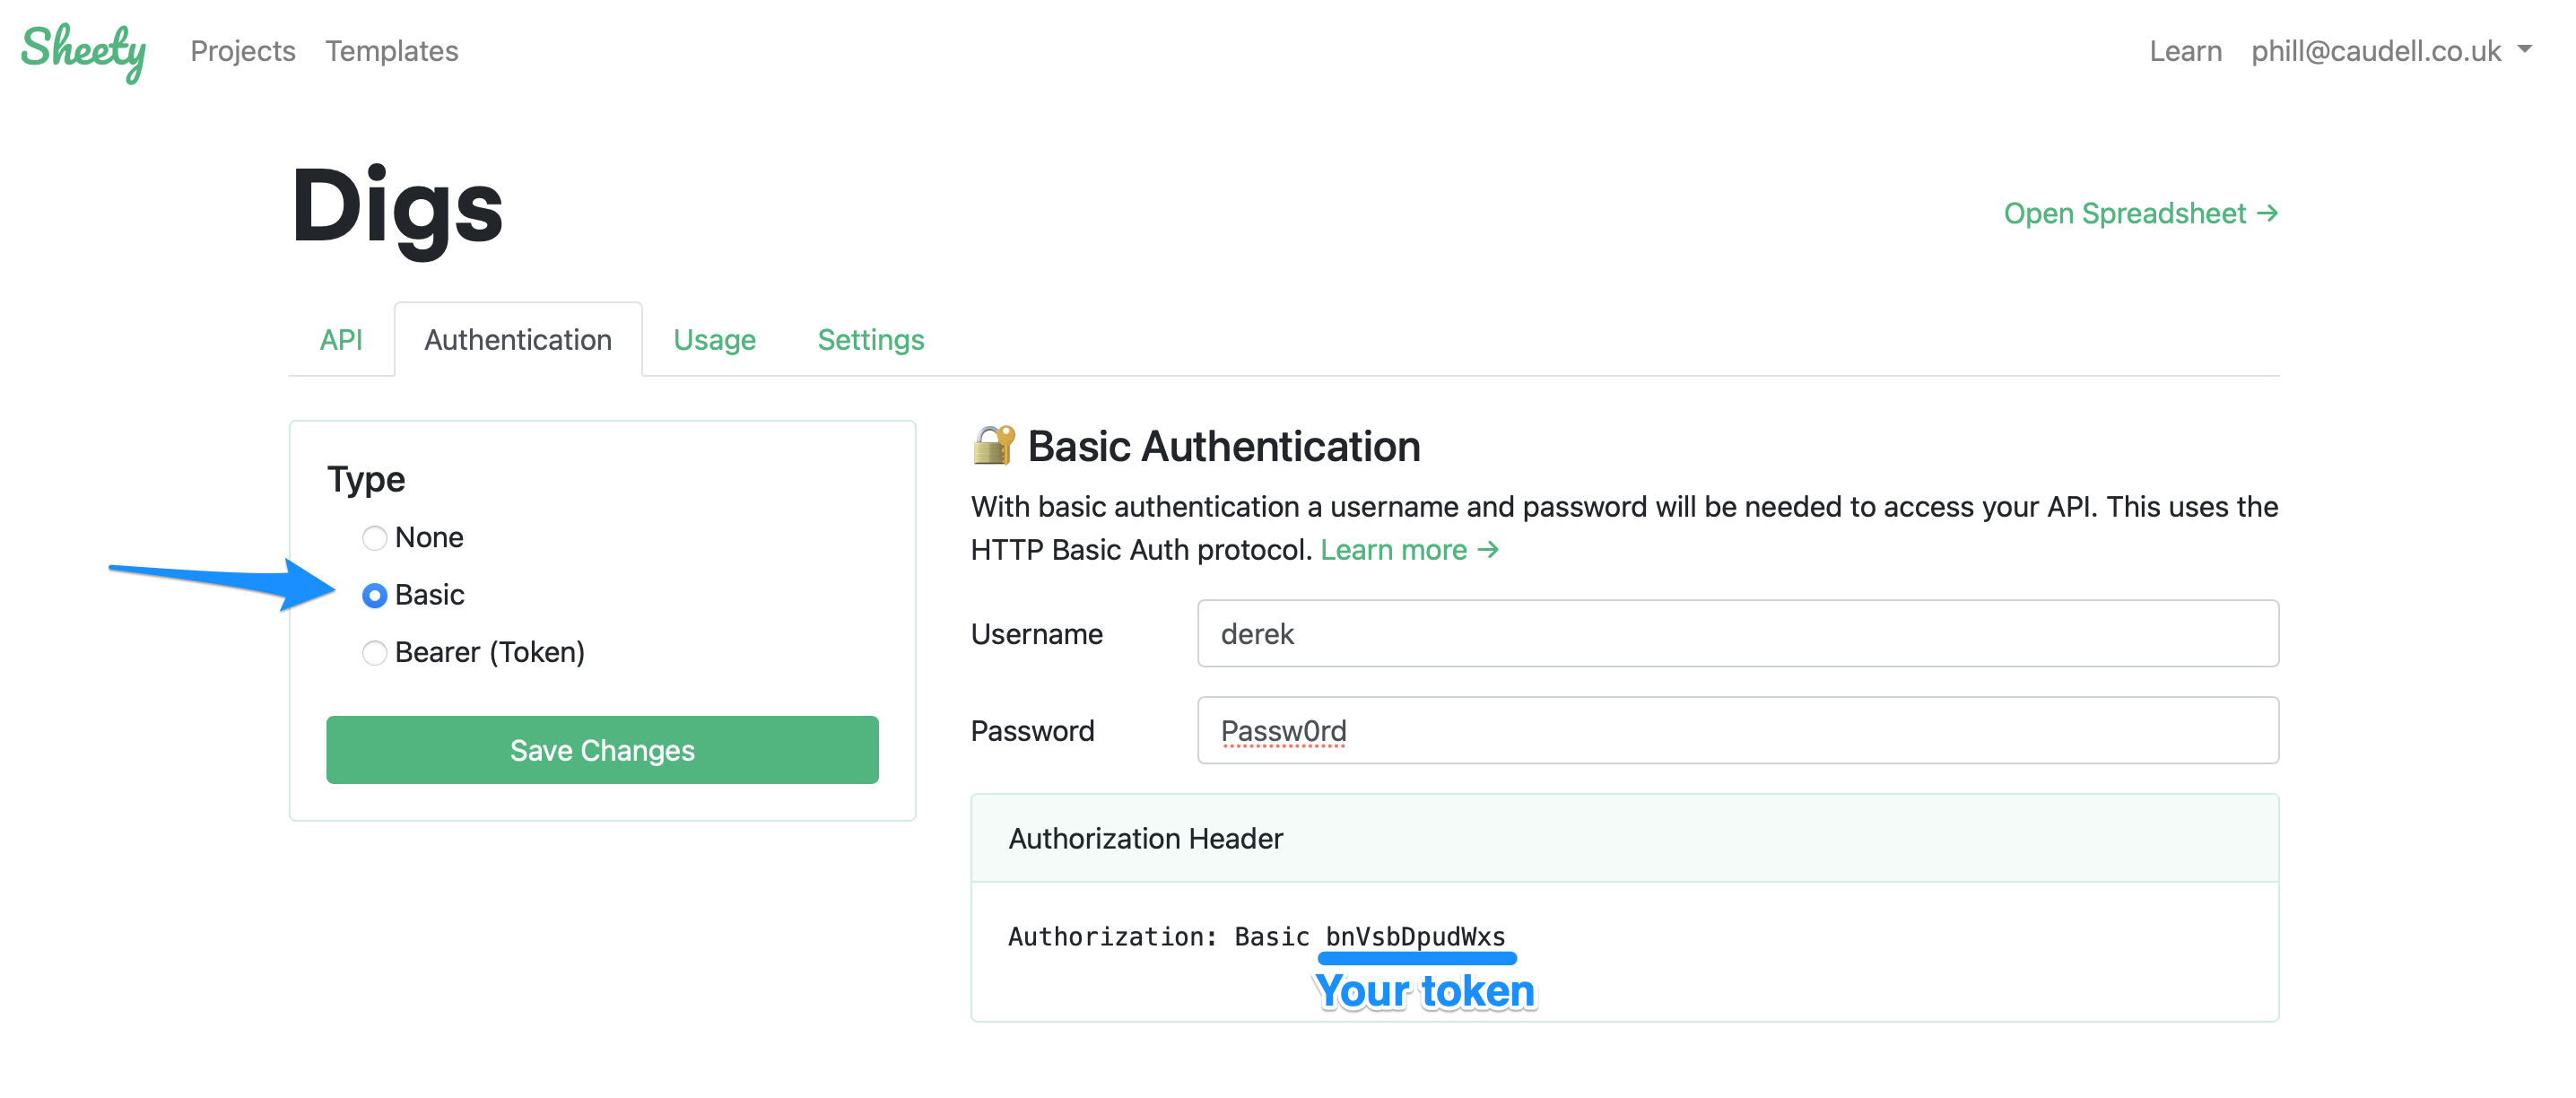 Sheety Projects Templates Learn phill@caudell.co.uk
Digs
Open Spreadsheet →
API Authentication Usage Settings
Type
None
Basic
Bearer (Token)
Save Changes
🔐 Basic Authentication
With basic authentication a username and password will be needed to access your API. This uses the
HTTP Basic Auth protocol. Learn more →
Username derek
Password Passw0rd
Authorization Header
Authorization: Basic bnVsbDpudWxs
Your token